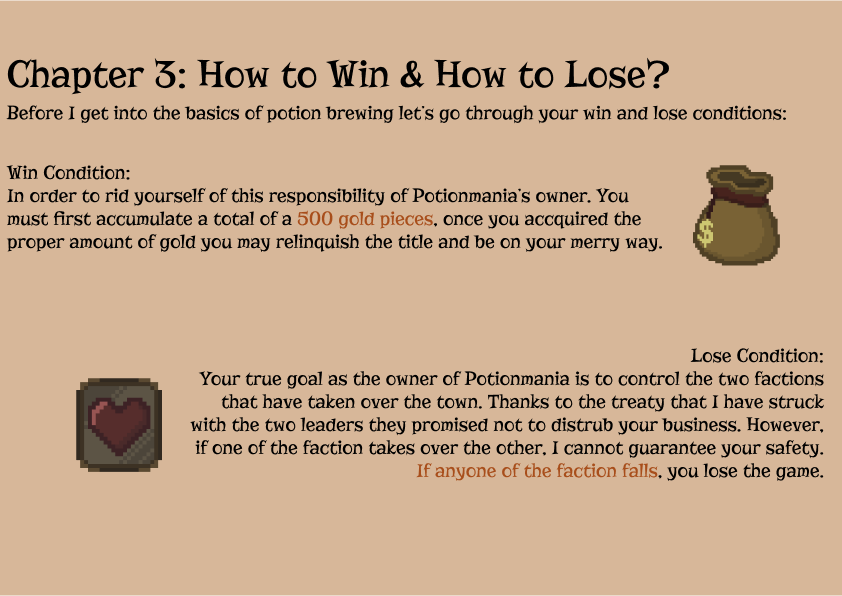 Chapter 3: How to Win & How to Lose?
Before I get into the basics of potion brewing let's go through your win and lose conditions:
Win Condition:
In order to rid yourself of this responsibility of Potionmania's owner. You
must first accumulate a total of a 500 gold pieces, once you accquired the
proper amount of gold you may relinquish the title and be on your merry way.
$
Lose Condition:
Your true goal as the owner of Potionmania is to control the two factions
that have taken over the town. Thanks to the treaty that I have struck
with the two leaders they promised not to distrub your business. However,
if one of the faction takes over the other, I cannot guarantee your safety.
If anyone of the faction falls, you lose the game.